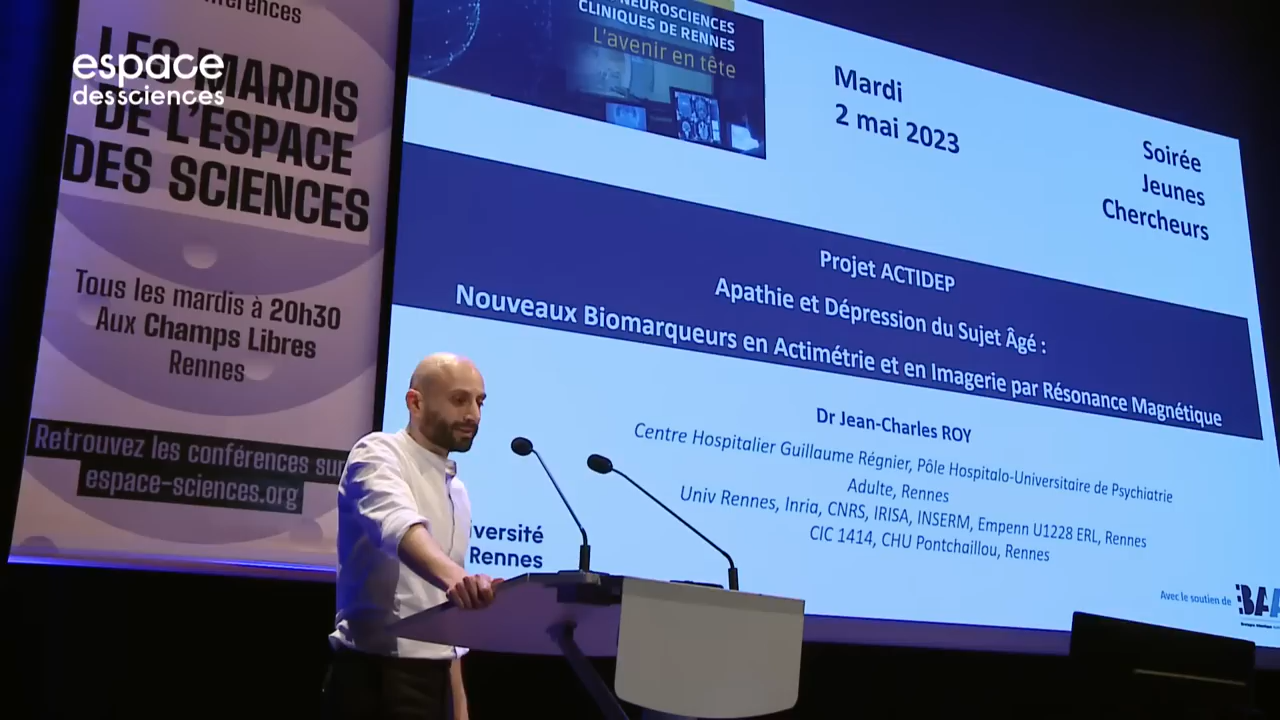 conférences
LES MARDIS
DE L'ESPACE
DES SCIENCES
espace
des sciences
Tous les mardis à 20h30
Aux Champs Libres
Rennes
Retrouvez les conférences sur
espace-sciences.org
NEUROSCIENCES
CLINIQUES DE RENNES
L'avenir en tête
Mardi
2 mai 2023
Soirée
Jeunes
Chercheurs
Projet ACTIDEP
Apathie et Dépression du Sujet Âgé :
Nouveaux Biomarqueurs en Actimétrie et en Imagerie par Résonance Magnétique
Dr Jean-Charles ROY
Centre Hospitalier Guillaume Régnier, Pôle Hospitalo-Universitaire de Psychiatrie
Adulte, Rennes
Univ Rennes, Inria, CNRS, IRISA, INSERM, Empenn U1228 ERL, Rennes
CIC 1414, CHU Pontchaillou, Rennes
iversité
Rennes
Avec le soutien de